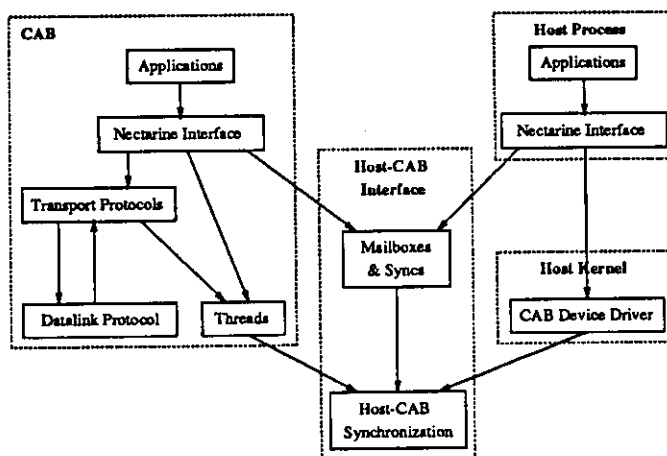 CAB
Applications
Nectarine Interface
Transport Protocols
Datalink Protocol
Threads
Host-CAB
Interface
Mailboxes
& Syncs
Host-CAB
Synchronization
Host Process
Applications
Nectarine Interface
Host Kernel
CAB Device Driver